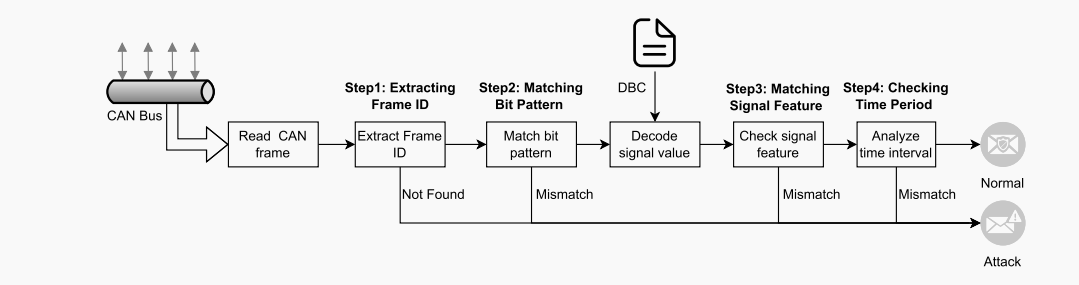 DBC
Step1: Extracting
Frame ID
Step2: Matching
Bit Pattern
Step3: Matching
Signal Feature
Step4: Checking
Time Period
CAN Bus
Read CAN
frame
Extract Frame
ID
Match bit
pattern
Decode
signal value
Check signal
feature
Analyze
time interval
Normal
Not Found
Mismatch
Mismatch
Mismatch
Attack